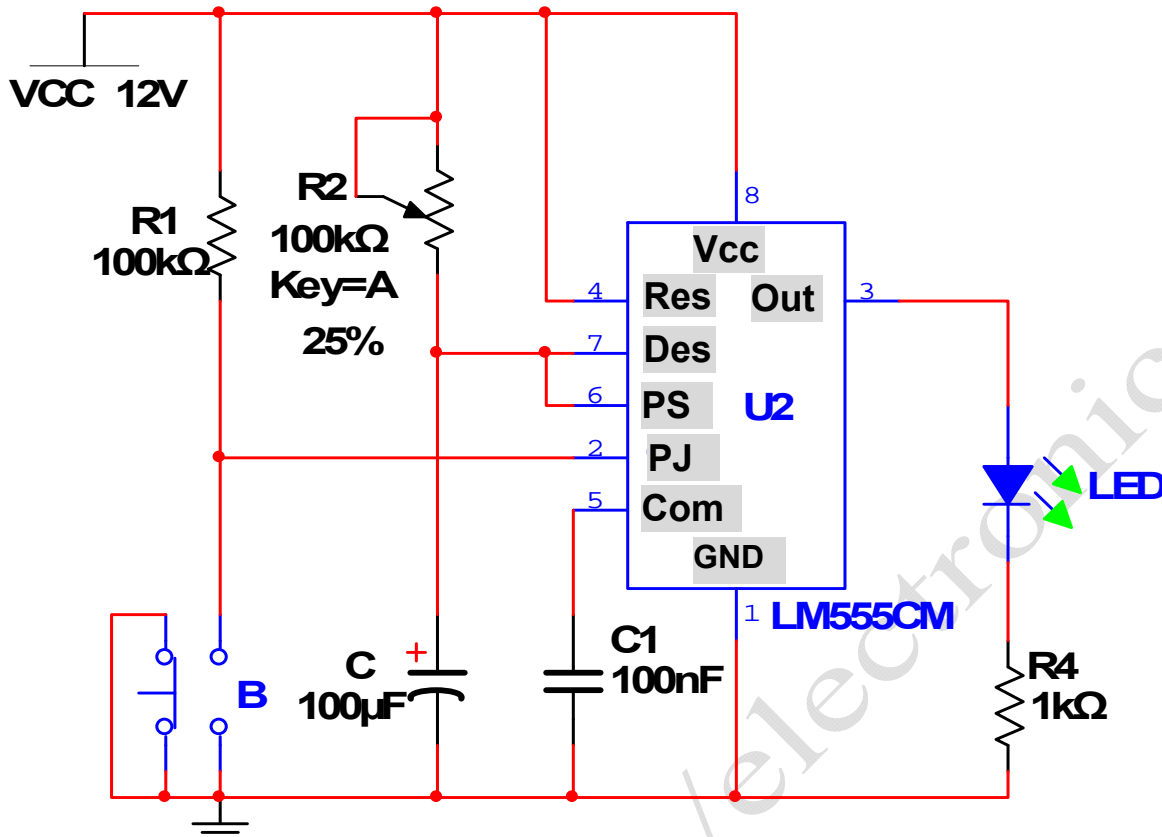 VCC 12V
R1
100kΩ
R2
100kΩ
Key=A
25%
8
Vcc
4
Res
Out
3
7
Des
6
PS
U2
2
PJ
5
Com
GND
1
LM555CM
LED
B
C
+
100µF
C1
100nF
R4
1kΩ
/electronic